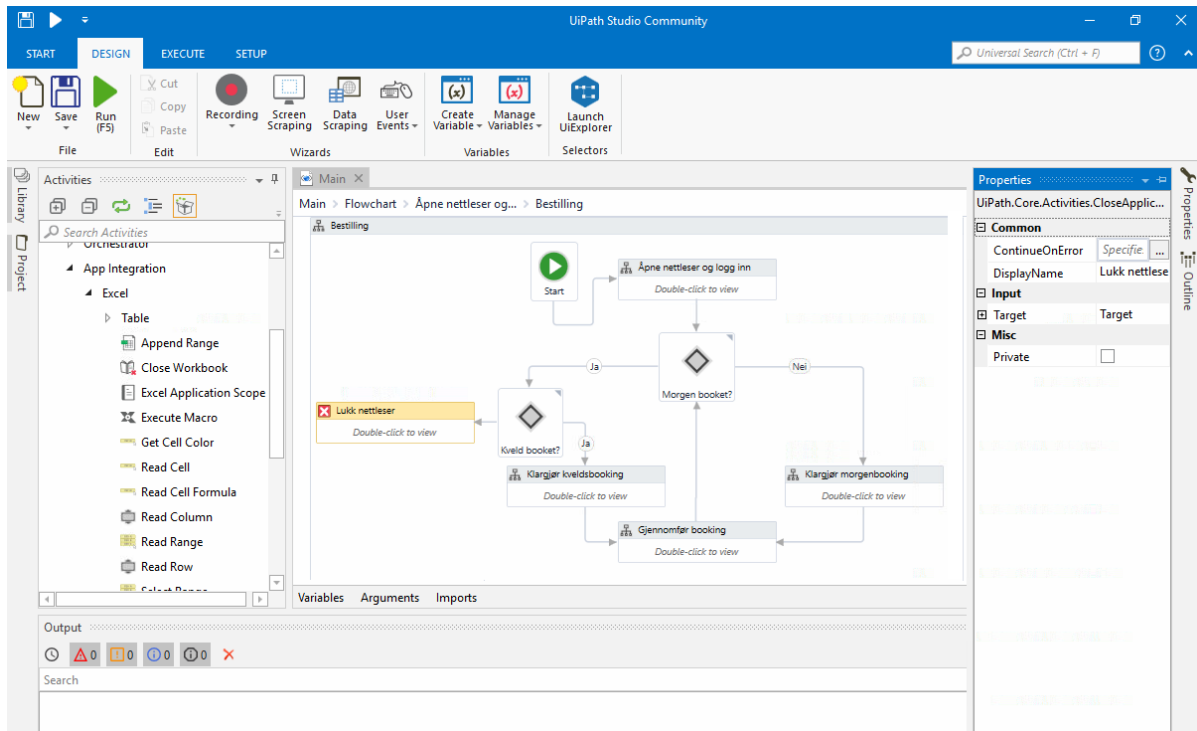 UiPath Studio Community
START DESIGN EXECUTE SETUP
Universal Search (Ctrl + F)
New Save Run (F5)
Cut
Copy
Paste
Recording Screen Scraping Data Scraping User Events
Create Variable Manage Variables
Launch UiExplorer
File Edit Wizards Variables Selectors
Library
Project
Activities
Search Activities
Orchestrator
App Integration
Excel
Table
Append Range
Close Workbook
Excel Application Scope
Execute Macro
Get Cell Color
Read Cell
Read Cell Formula
Read Column
Read Range
Read Row
Select Range
Main
Main > Flowchart > Åpne nettleser og... > Bestilling
Bestilling
Start
Åpne nettleser og logg inn
Double-click to view
Morgen booket?
Ja
Nei
Lukk nettleser
Double-click to view
Kveld booket?
Ja
Klargjør kveldsbooking
Double-click to view
Klargjør morgenbooking
Double-click to view
Gjennomfør booking
Double-click to view
Variables Arguments Imports
Output
0 0 0 0
Search
Properties
UiPath.Core.Activities.CloseApplic...
Common
ContinueOnError Specifie ...
DisplayName Lukk nettlese
Input
Target Target
Misc
Private
Properties
Outline